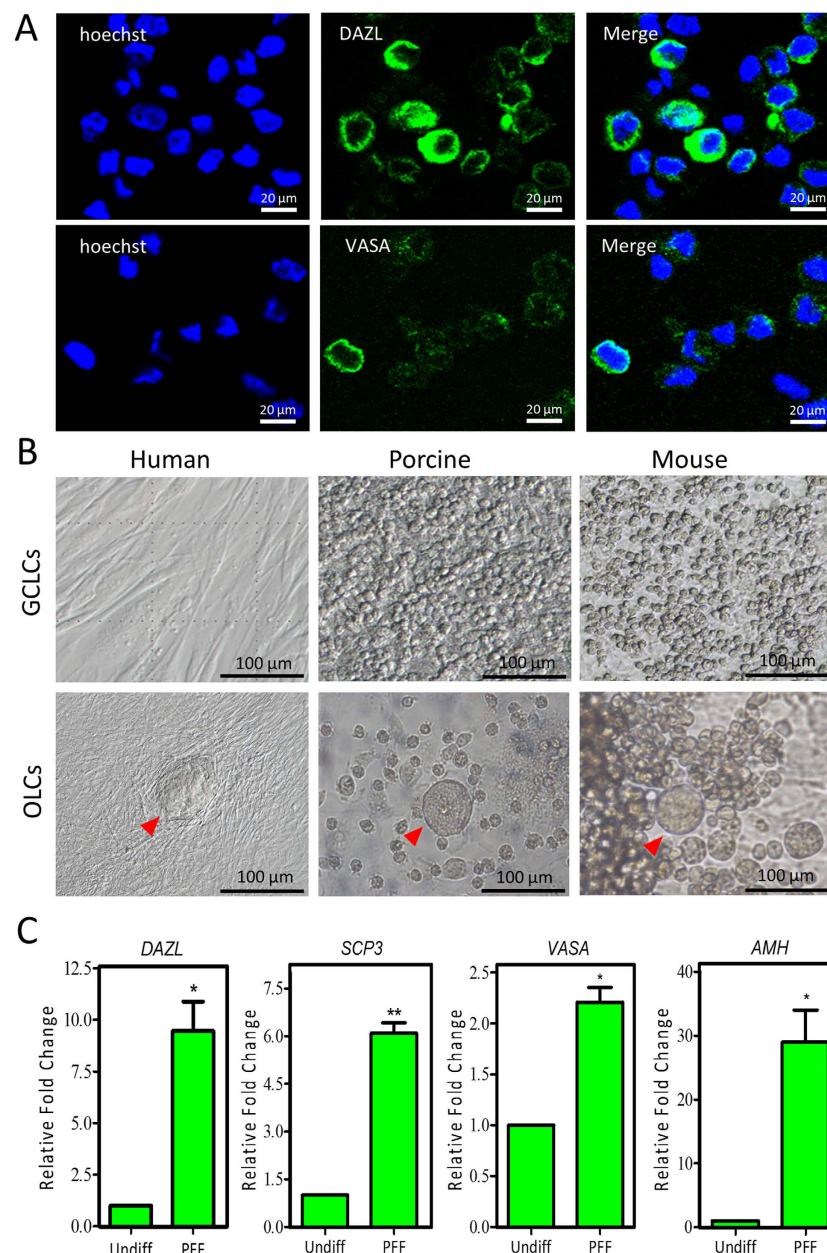 A
hoechst DAZL Merge
20 μm 20 μm 20 μm
hoechst VASA Merge
20 μm 20 μm 20 μm
B
Human Porcine Mouse
GCLCs
100 μm 100 μm 100 μm
OLCs
100 μm 100 μm 100 μm
C
DAZL SCP3 VASA AMH
Relative Fold Change
12.5
10.0
7.5
5.0
2.5
0.0
*
Undiff PFF
Relative Fold Change
7.5
6.0
4.5
3.0
1.5
0.0
**
Undiff PFF
Relative Fold Change
2.5
2.0
1.5
1.0
0.5
0.0
*
Undiff PFF
Relative Fold Change
40
30
20
10
0
*
Undiff PFF